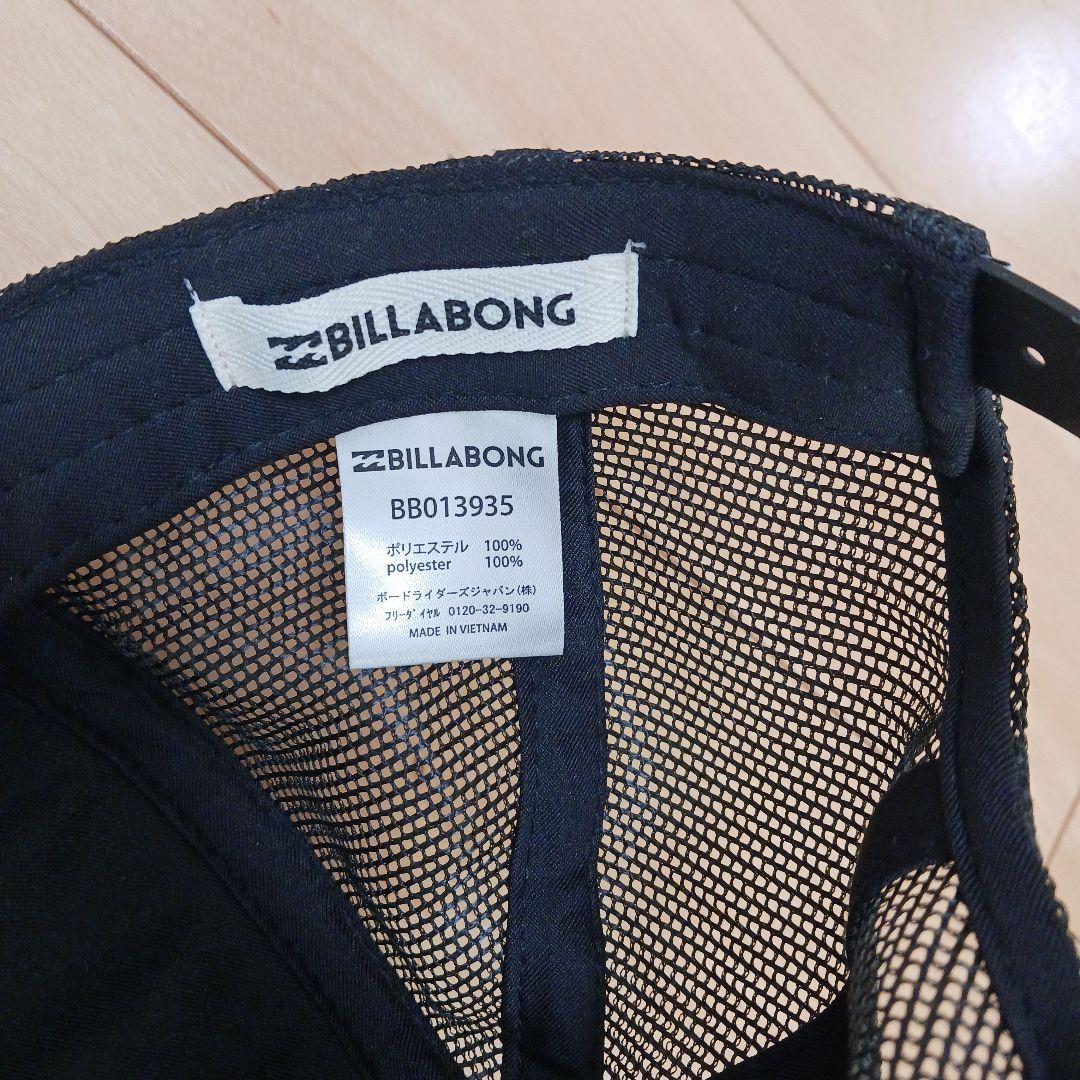 BILLABONG
BILLABONG
BB013935
ポリエステル 100%
polyester 100%
ボードライダーズジャパン(株)
フリーダイヤル 0120-32-9190
MADE IN VIETNAM